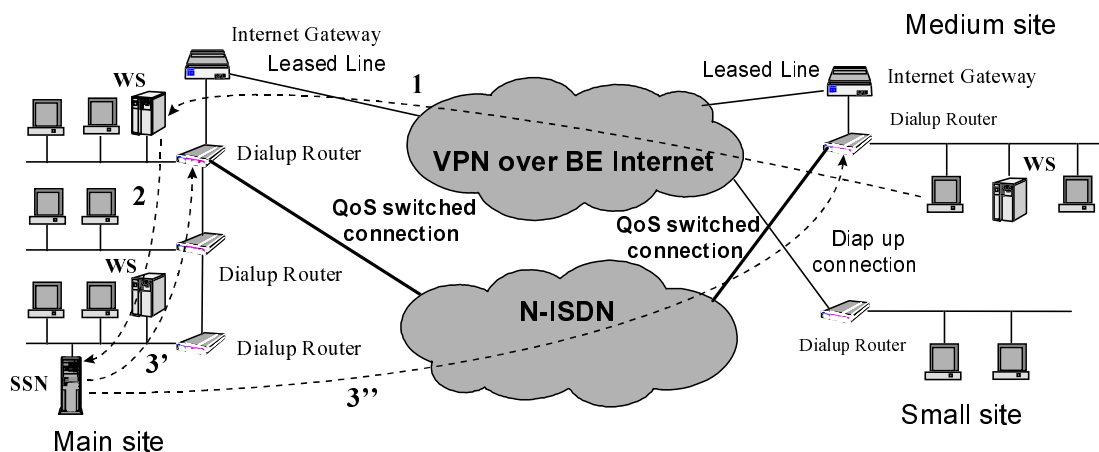 Medium site
Internet Gateway
Leased Line
WS
1
Leased Line
Internet Gateway
Dialup Router
Dialup Router
VPN over BE Internet
WS
2
QoS switched
connection
QoS switched
connection
Diap up
connection
WS
Dialup Router
N-ISDN
Dialup Router
3’
Dialup Router
SSN
3’’
Small site
Main site